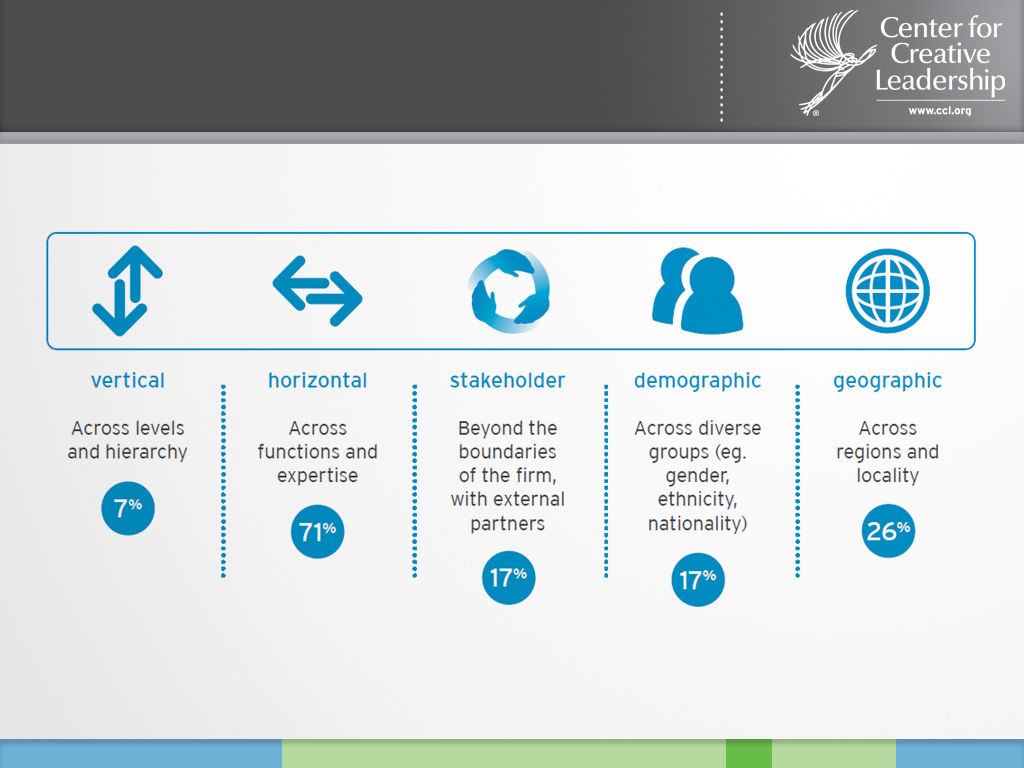 Center for
Creative
Leadership
www.ccl.org
®
vertical
Across levels
and hierarchy
7%
horizontal
Across
functions and
expertise
71%
stakeholder
Beyond the
boundaries
of the firm,
with external
partners
17%
demographic
Across diverse
groups (eg.
gender,
ethnicity,
nationality)
17%
geographic
Across
regions and
locality
26%